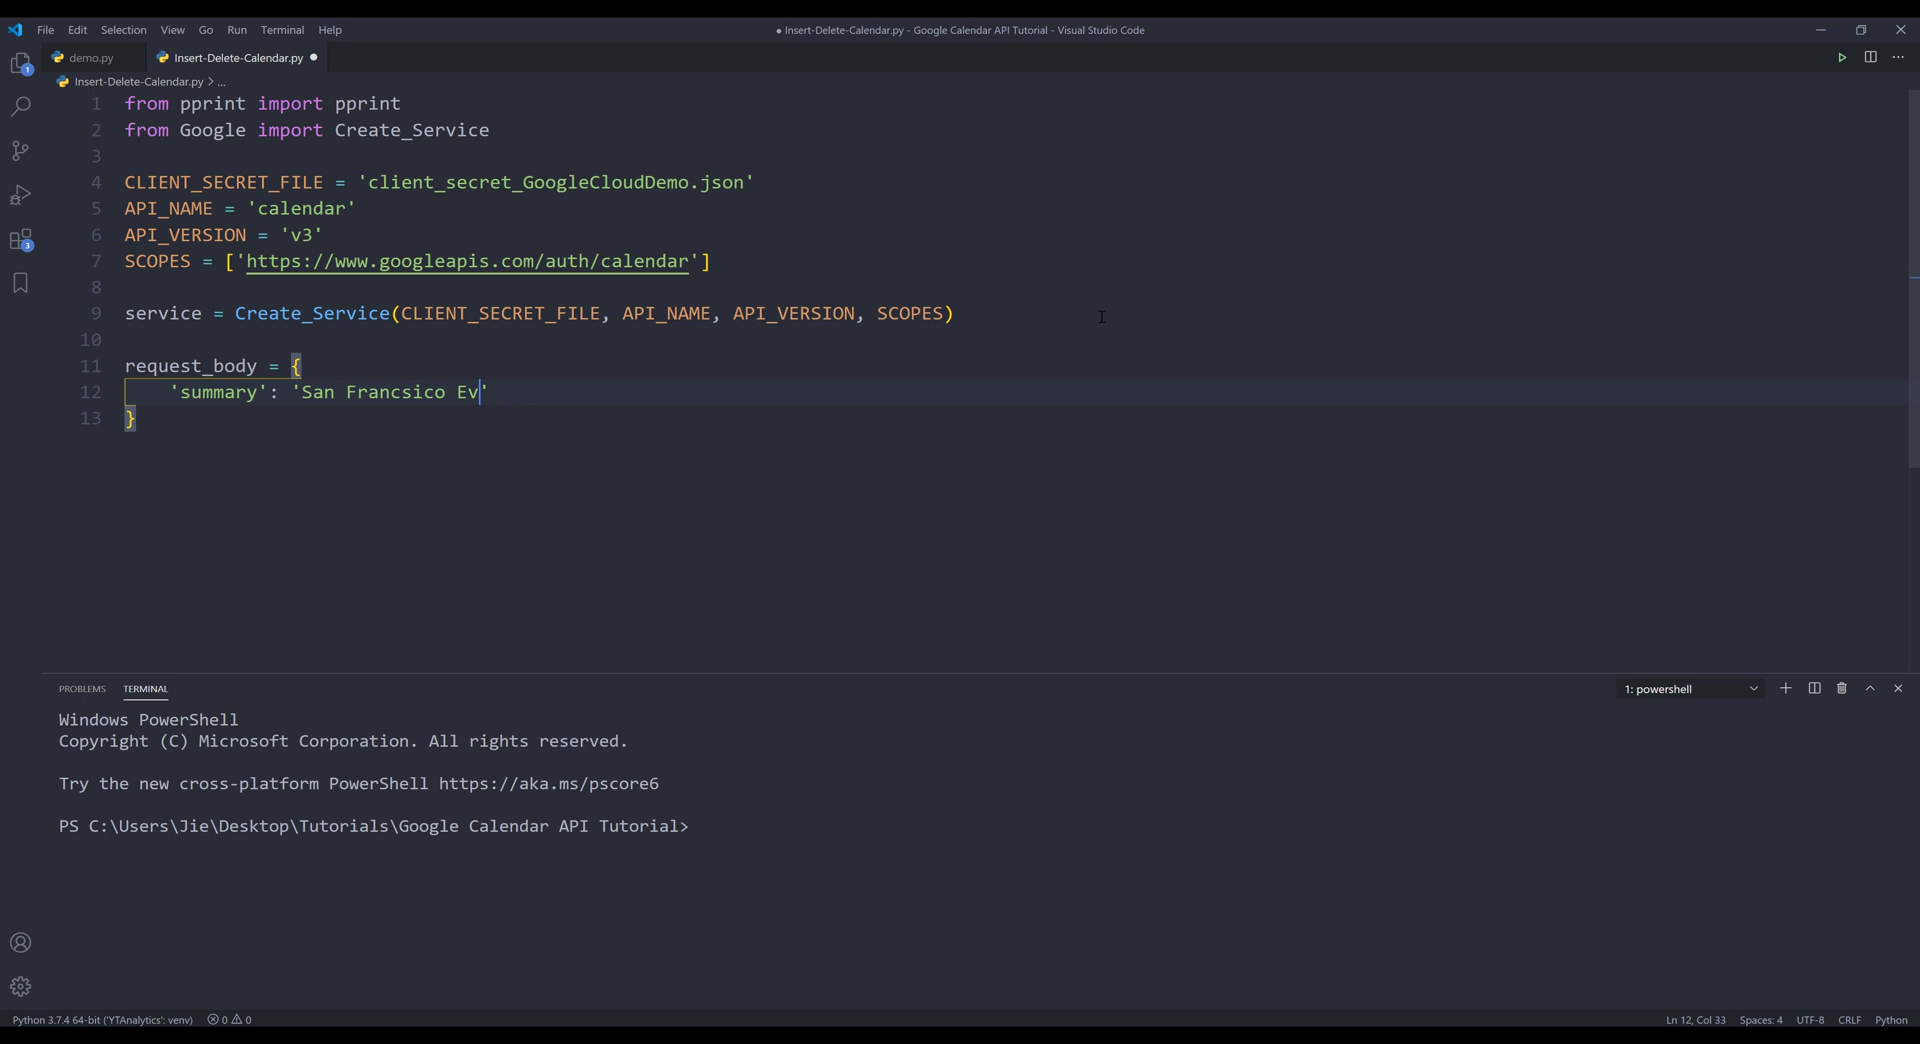 File Edit Selection View Go Run Terminal Help
● Insert-Delete-Calendar.py - Google Calendar API Tutorial - Visual Studio Code
demo.py Insert-Delete-Calendar.py
Insert-Delete-Calendar.py > ...
1 from pprint import pprint
2 from Google import Create_Service
3
4 CLIENT_SECRET_FILE = 'client_secret_GoogleCloudDemo.json'
5 API_NAME = 'calendar'
6 API_VERSION = 'v3'
7 SCOPES = ['https://www.googleapis.com/auth/calendar']
8
9 service = Create_Service(CLIENT_SECRET_FILE, API_NAME, API_VERSION, SCOPES)
10
11 request_body = {
12     'summary': 'San Francsico Ev'
13 }
1
3
PROBLEMS TERMINAL
1: powershell
Windows PowerShell
Copyright (C) Microsoft Corporation. All rights reserved.
Try the new cross-platform PowerShell https://aka.ms/pscore6
PS C:\Users\Jie\Desktop\Tutorials\Google Calendar API Tutorial>
Python 3.7.4 64-bit ('YTAnalytics': venv) 0 0
Ln 12, Col 33 Spaces: 4 UTF-8 CRLF Python